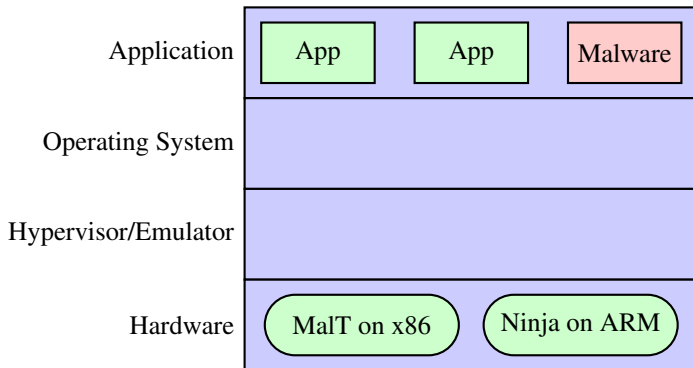 Application App App Malware
Operating System
Hypervisor/Emulator
Hardware MalT on x86 Ninja on ARM